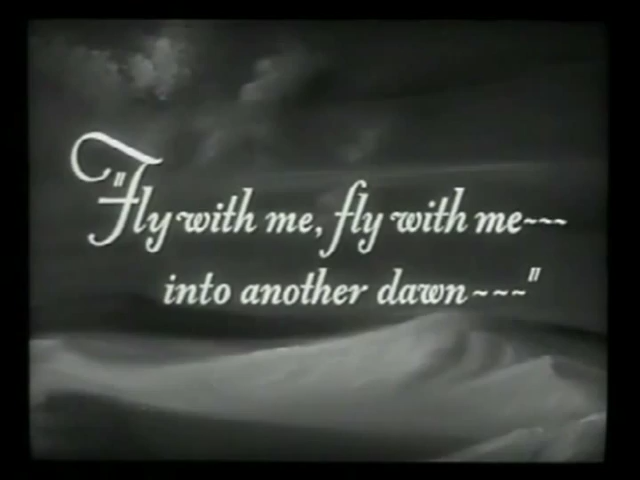 "Fly with me, fly with me~~~
into another dawn~~~"